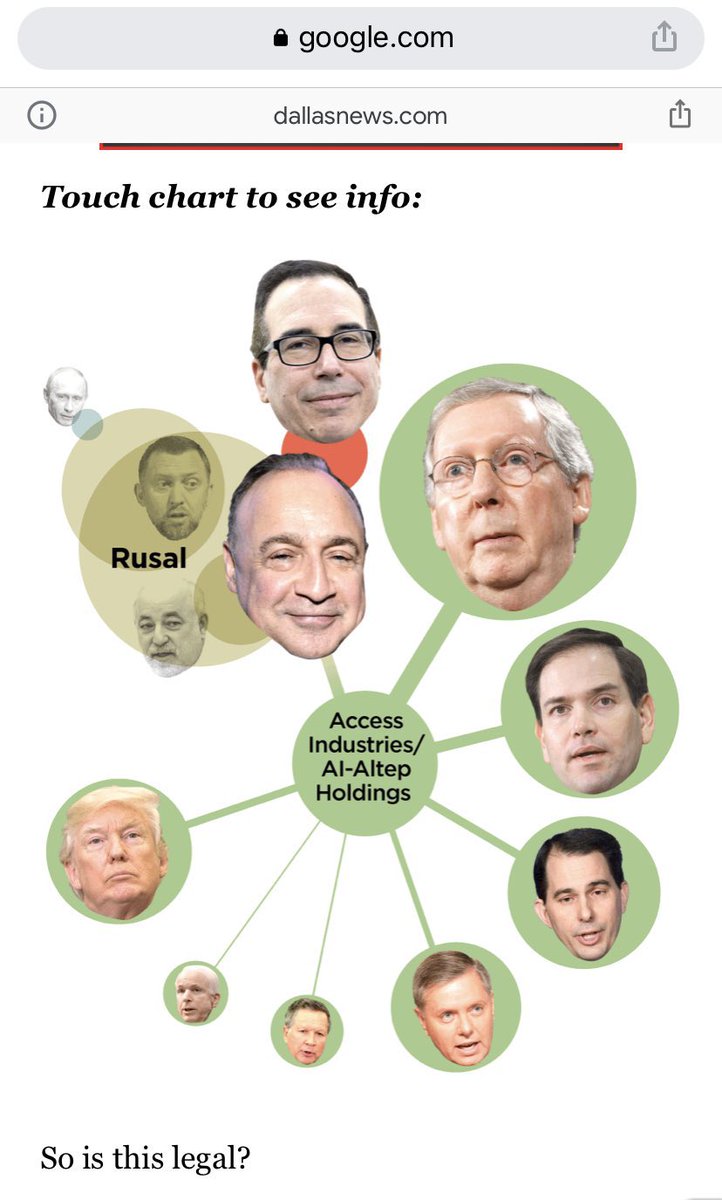 google.com
dallasnews.com
Touch chart to see info:
Rusal
Access
Industries/
AI-Altep
Holdings
So is this legal?